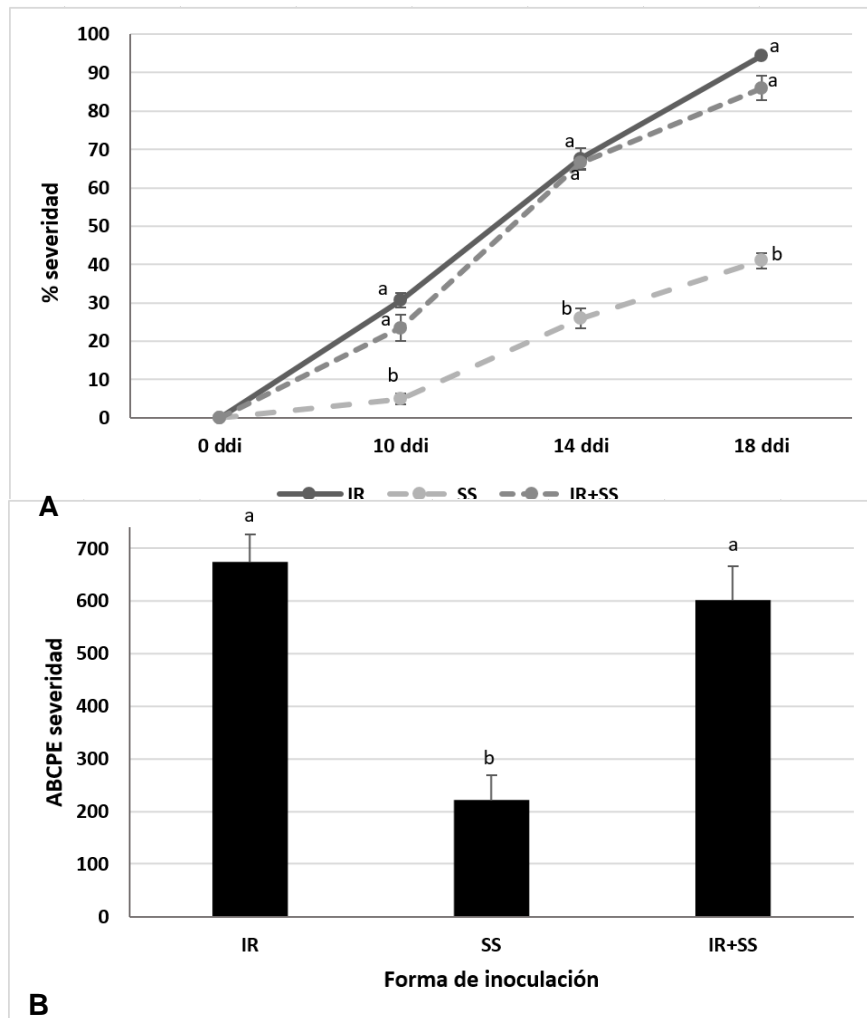 100
90
80
70
60
50
40
30
20
10
0
% severidad
a
a
a
a
a
a
b
b
b
0 ddi 10 ddi 14 ddi 18 ddi
IR SS IR+SS
A
700
600
500
400
300
200
100
0
ABCPE severidad
a
b
a
IR SS IR+SS
Forma de inoculación
B